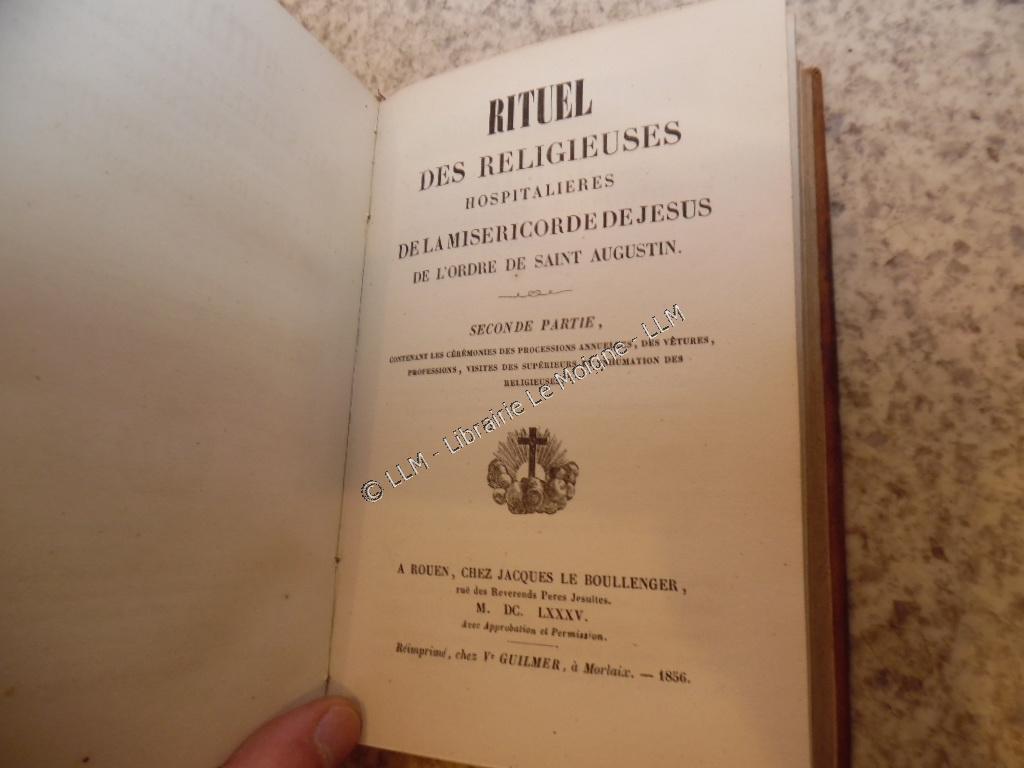 RITUEL
DES RELIGIEUSES
HOSPITALIERES
DE LA MISERICORDE DE JESUS
DE L'ORDRE DE SAINT AUGUSTIN.
SECONDE PARTIE,
CONTENANT LES CÉRÉMONIES DES PROCESSIONS ANNUELLES, DES VÊTURES,
PROFESSIONS, VISITES DES SUPÉRIEURS INHUMATION DES
RELIGIEUSES
A ROUEN, CHEZ JACQUES LE BOULLENGER,
rue des Reverends Peres Jesuites.
M. DC. LXXXV.
Avec Approbation et Permission.
Réimprimé, chez Ve GUILMER, à Morlaix. — 1856.
© LLM - Librairie Le Moigne - LLM